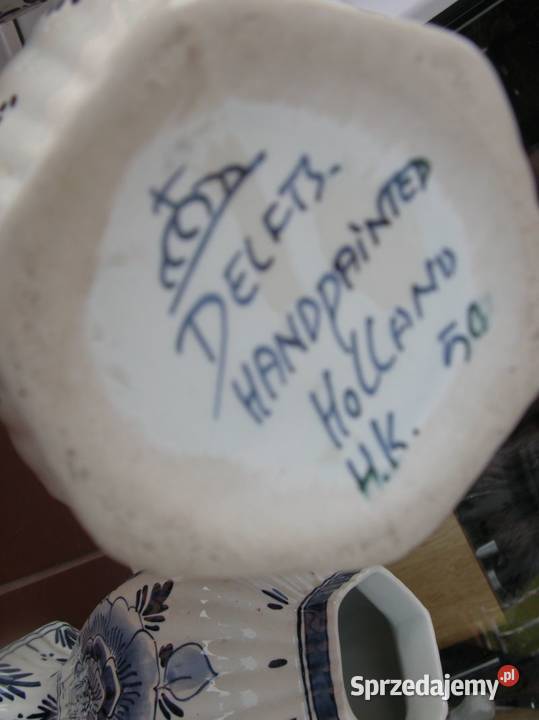 DELFTS.
HANDPAINTED
HOLLAND
50
H.K.
Sprzedajemy.pl